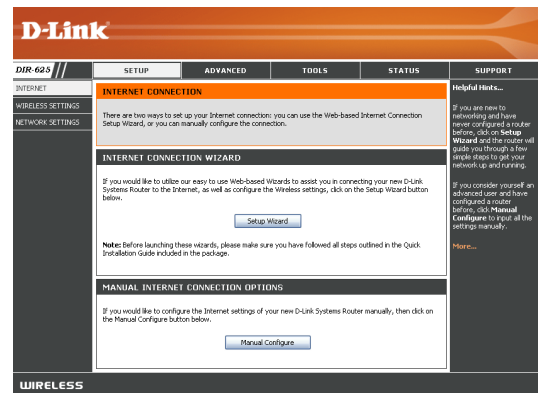 D-Link
DIR-625
SETUP
ADVANCED
TOOLS
STATUS
SUPPORT
INTERNET
WIRELESS SETTINGS
NETWORK SETTINGS
INTERNET CONNECTION
There are two ways to set up your Internet connection: you can use the Web-based Internet Connection
Setup Wizard, or you can manually configure the connection.
INTERNET CONNECTION WIZARD
If you would like to utilize our easy to use Web-based Wizards to assist you in connecting your new D-Link
Systems Router to the Internet, as well as configure the Wireless settings, click on the Setup Wizard button
below.
Setup Wizard
Note: Before launching these wizards, please make sure you have followed all steps outlined in the Quick
Installation Guide included in the package.
MANUAL INTERNET CONNECTION OPTIONS
If you would like to configure the Internet settings of your new D-Link Systems Router manually, then click on
the Manual Configure button below.
Manual Configure
Helpful Hints...
If you are new to
networking and have
never configured a router
before, click on Setup
Wizard and the router will
guide you through a few
simple steps to get your
network up and running.
If you consider yourself an
advanced user and have
configured a router
before, click Manual
Configure to input all the
settings manually.
More...
WIRELESS